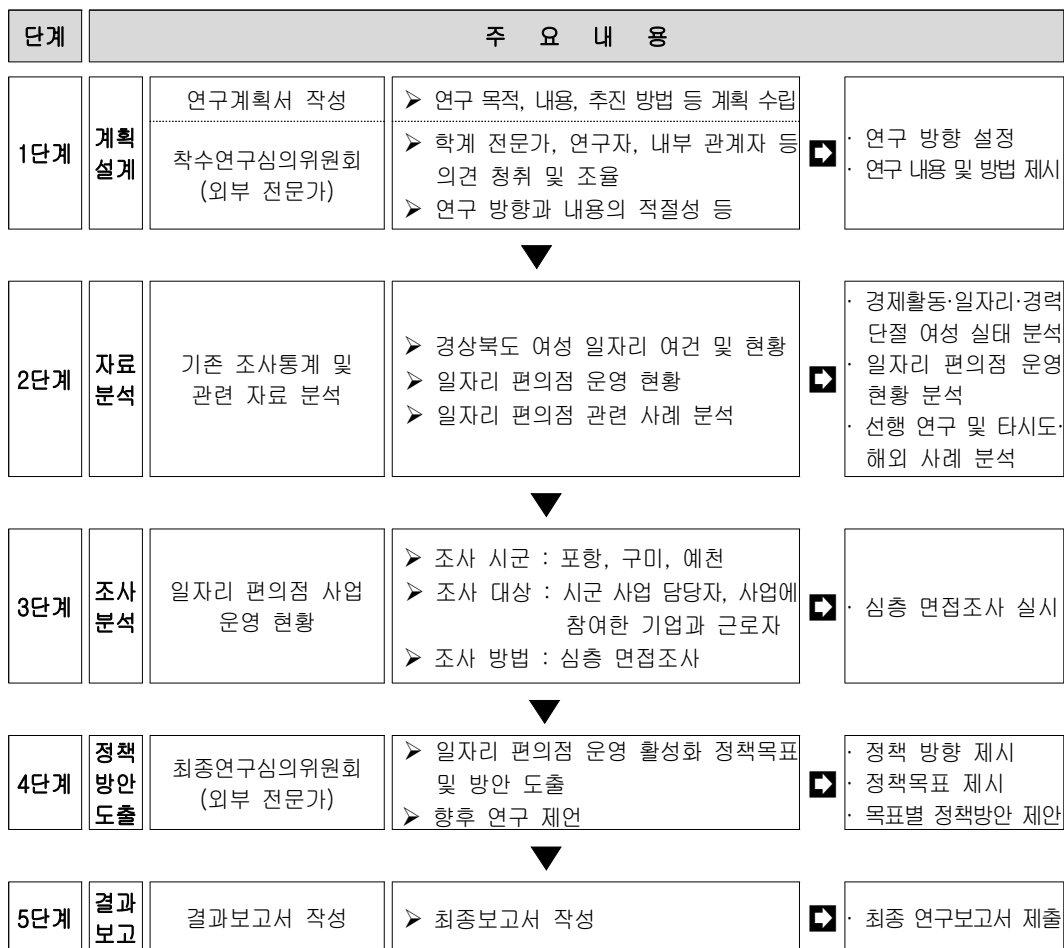 단계
주 요 내 용
1단계
계획
설계
연구계획서 작성
➢ 연구 목적, 내용, 추진 방법 등 계획 수립
착수연구심의위원회
(외부 전문가)
➢ 학계 전문가, 연구자, 내부 관계자 등
의견 청취 및 조율
➢ 연구 방향과 내용의 적절성 등
· 연구 방향 설정
· 연구 내용 및 방법 제시
2단계
자료
분석
기존 조사통계 및
관련 자료 분석
➢ 경상북도 여성 일자리 여건 및 현황
➢ 일자리 편의점 운영 현황
➢ 일자리 편의점 관련 사례 분석
· 경제활동·일자리·경력
단절 여성 실태 분석
· 일자리 편의점 운영
현황 분석
· 선행 연구 및 타시도·
해외 사례 분석
3단계
조사
분석
일자리 편의점 사업
운영 현황
➢ 조사 시군 : 포항, 구미, 예천
➢ 조사 대상 : 시군 사업 담당자, 사업에
참여한 기업과 근로자
➢ 조사 방법 : 심층 면접조사
· 심층 면접조사 실시
4단계
정책
방안
도출
최종연구심의위원회
(외부 전문가)
➢ 일자리 편의점 운영 활성화 정책목표
및 방안 도출
➢ 향후 연구 제언
· 정책 방향 제시
· 정책목표 제시
· 목표별 정책방안 제안
5단계
결과
보고
결과보고서 작성
➢ 최종보고서 작성
· 최종 연구보고서 제출